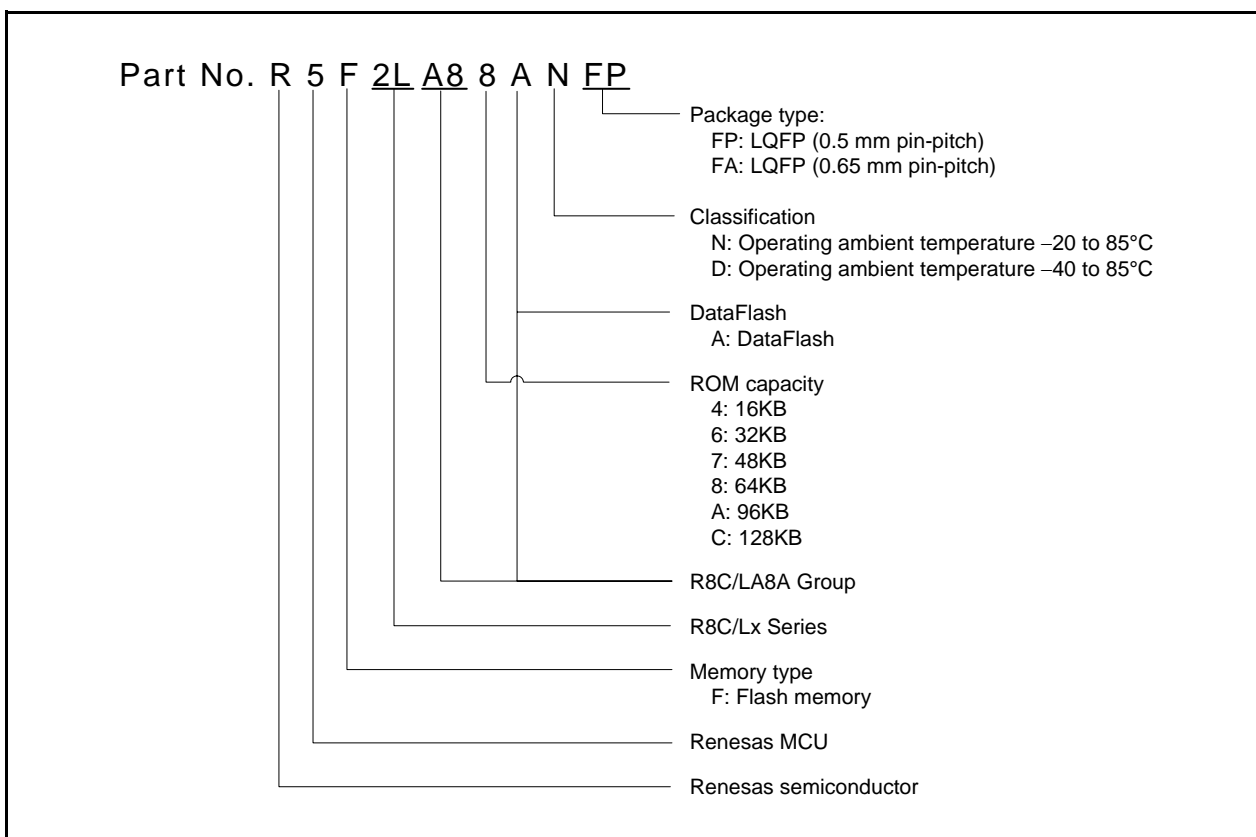 Part No. R 5 F 2L A8 8 A N FP
Package type:
FP: LQFP (0.5 mm pin-pitch)
FA: LQFP (0.65 mm pin-pitch)
Classification
N: Operating ambient temperature −20 to 85°C
D: Operating ambient temperature −40 to 85°C
DataFlash
A: DataFlash
ROM capacity
4: 16KB
6: 32KB
7: 48KB
8: 64KB
A: 96KB
C: 128KB
R8C/LA8A Group
R8C/Lx Series
Memory type
F: Flash memory
Renesas MCU
Renesas semiconductor